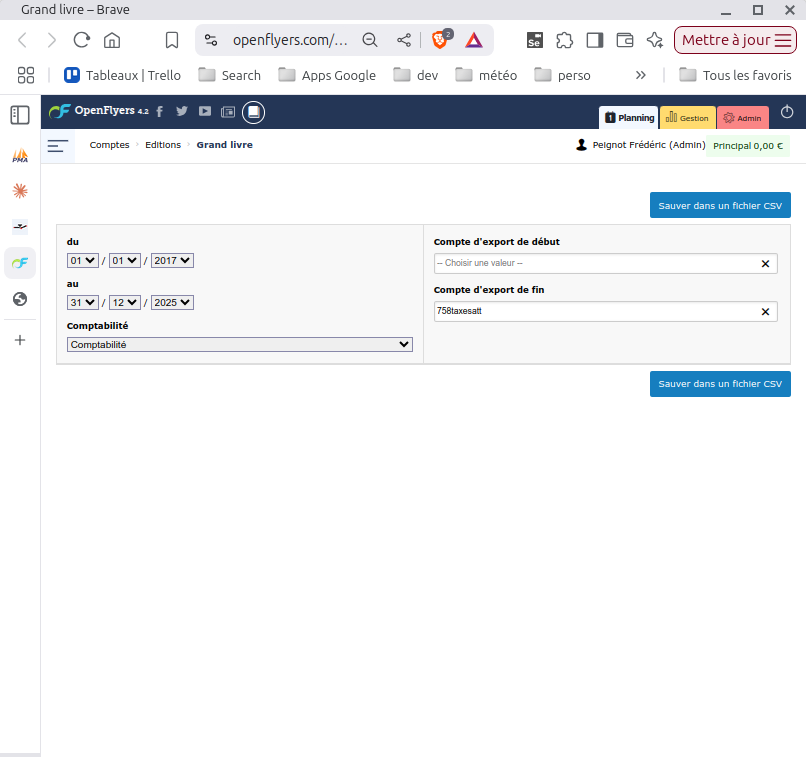 Grand livre – Brave
openflyers.com/... 2 Se Mettre à jour
Tableaux | Trello Search Apps Google dev météo perso » Tous les favoris
PMA
OpenFlyers 4.2 1 Planning Gestion Admin
Comptes › Editions › Grand livre Peignot Frédéric (Admin) Principal 0,00 €
Sauver dans un fichier CSV
du
01 / 01 / 2017
au
31 / 12 / 2025
Comptabilité
Comptabilité
Compte d'export de début
-- Choisir une valeur --
Compte d'export de fin
758taxesatt
Sauver dans un fichier CSV